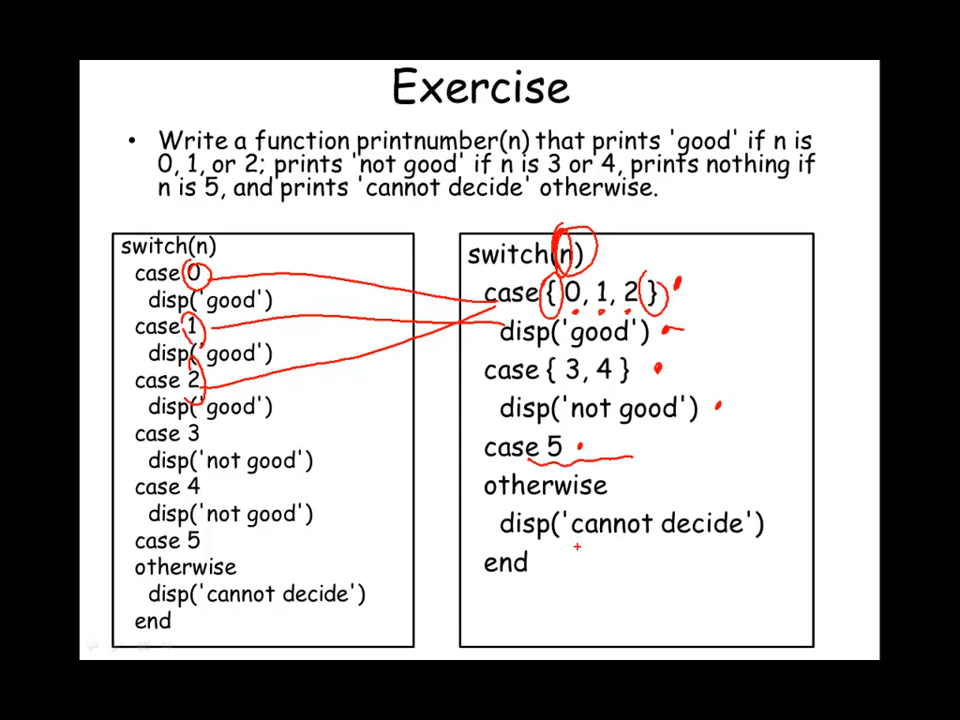 Exercise
• Write a function printnumber(n) that prints 'good' if n is
0, 1, or 2; prints 'not good' if n is 3 or 4, prints nothing if
n is 5, and prints 'cannot decide' otherwise.
switch(n)
case 0
disp('good')
case 1
disp('good')
case 2
disp('good')
case 3
disp('not good')
case 4
disp('not good')
case 5
otherwise
disp('cannot decide')
end
switch(n)
case { 0, 1, 2 }
disp('good')
case { 3, 4 }
disp('not good')
case 5
otherwise
disp('cannot decide')
end